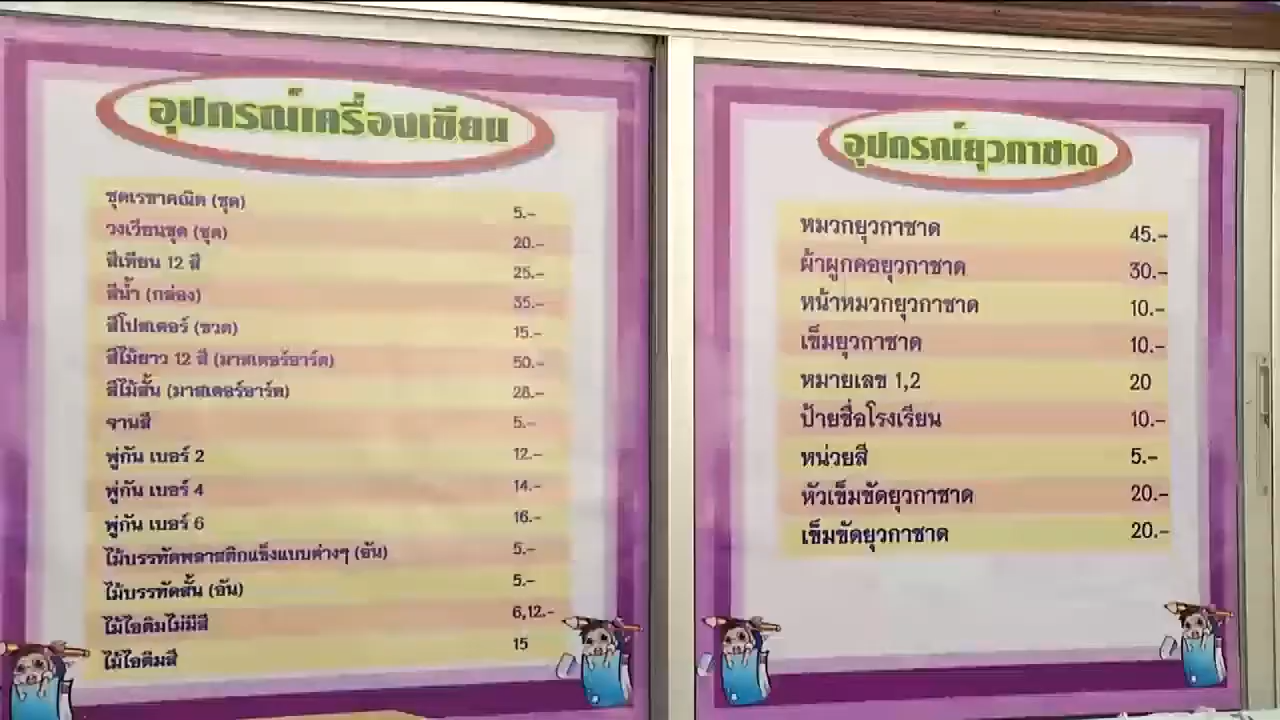 อุปกรณ์เครื่องเขียน
ชุดเรขาคณิต (ชุด) 5.-
วงเวียนชุด (ชุด) 20.-
สีเทียน 12 สี 25.-
สีน้ำ (กล่อง) 35.-
สีโปสเตอร์ (ขวด) 15.-
สีไม้ยาว 12 สี (มาสเตอร์อาร์ต) 50.-
สีไม้สั้น (มาสเตอร์อาร์ต) 28.-
จานสี 5.-
พู่กัน เบอร์ 2 12.-
พู่กัน เบอร์ 4 14.-
พู่กัน เบอร์ 6 16.-
ไม้บรรทัดพลาสติกแข็งแบบต่างๆ (อัน) 5.-
ไม้บรรทัดสั้น (อัน) 5.-
ไม้ไอติมไม่มีสี 6,12.-
ไม้ไอติมสี 15
อุปกรณ์ยุวกาชาด
หมวกยุวกาชาด 45.-
ผ้าผูกคอยุวกาชาด 30.-
หน้าหมวกยุวกาชาด 10.-
เข็มยุวกาชาด 10.-
หมายเลข 1,2 20
ป้ายชื่อโรงเรียน 10.-
หน่วยสี 5.-
หัวเข็มขัดยุวกาชาด 20.-
เข็มขัดยุวกาชาด 20.-